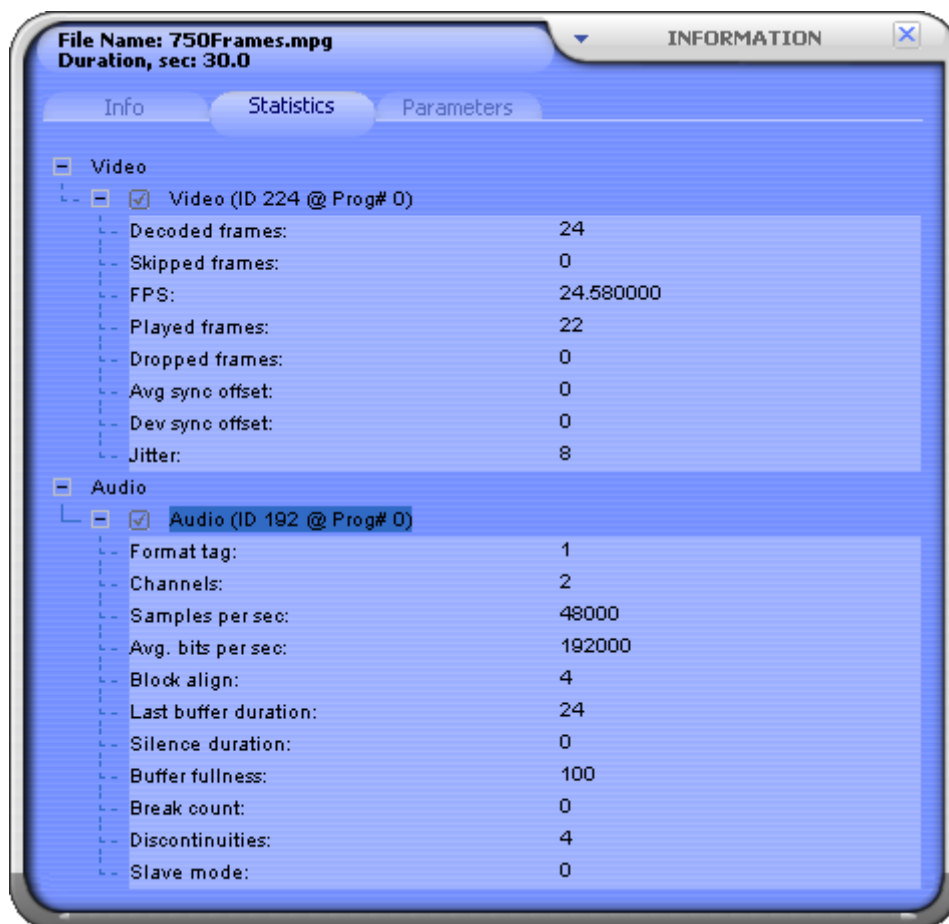 File Name: 750Frames.mpg
Duration, sec: 30.0
INFORMATION
Info Statistics Parameters
Video
Video (ID 224 @ Prog# 0)
Decoded frames: 24
Skipped frames: 0
FPS: 24.580000
Played frames: 22
Dropped frames: 0
Avg sync offset: 0
Dev sync offset: 0
Jitter: 8
Audio
Audio (ID 192 @ Prog# 0)
Format tag: 1
Channels: 2
Samples per sec: 48000
Avg. bits per sec: 192000
Block align: 4
Last buffer duration: 24
Silence duration: 0
Buffer fullness: 100
Break count: 0
Discontinuities: 4
Slave mode: 0